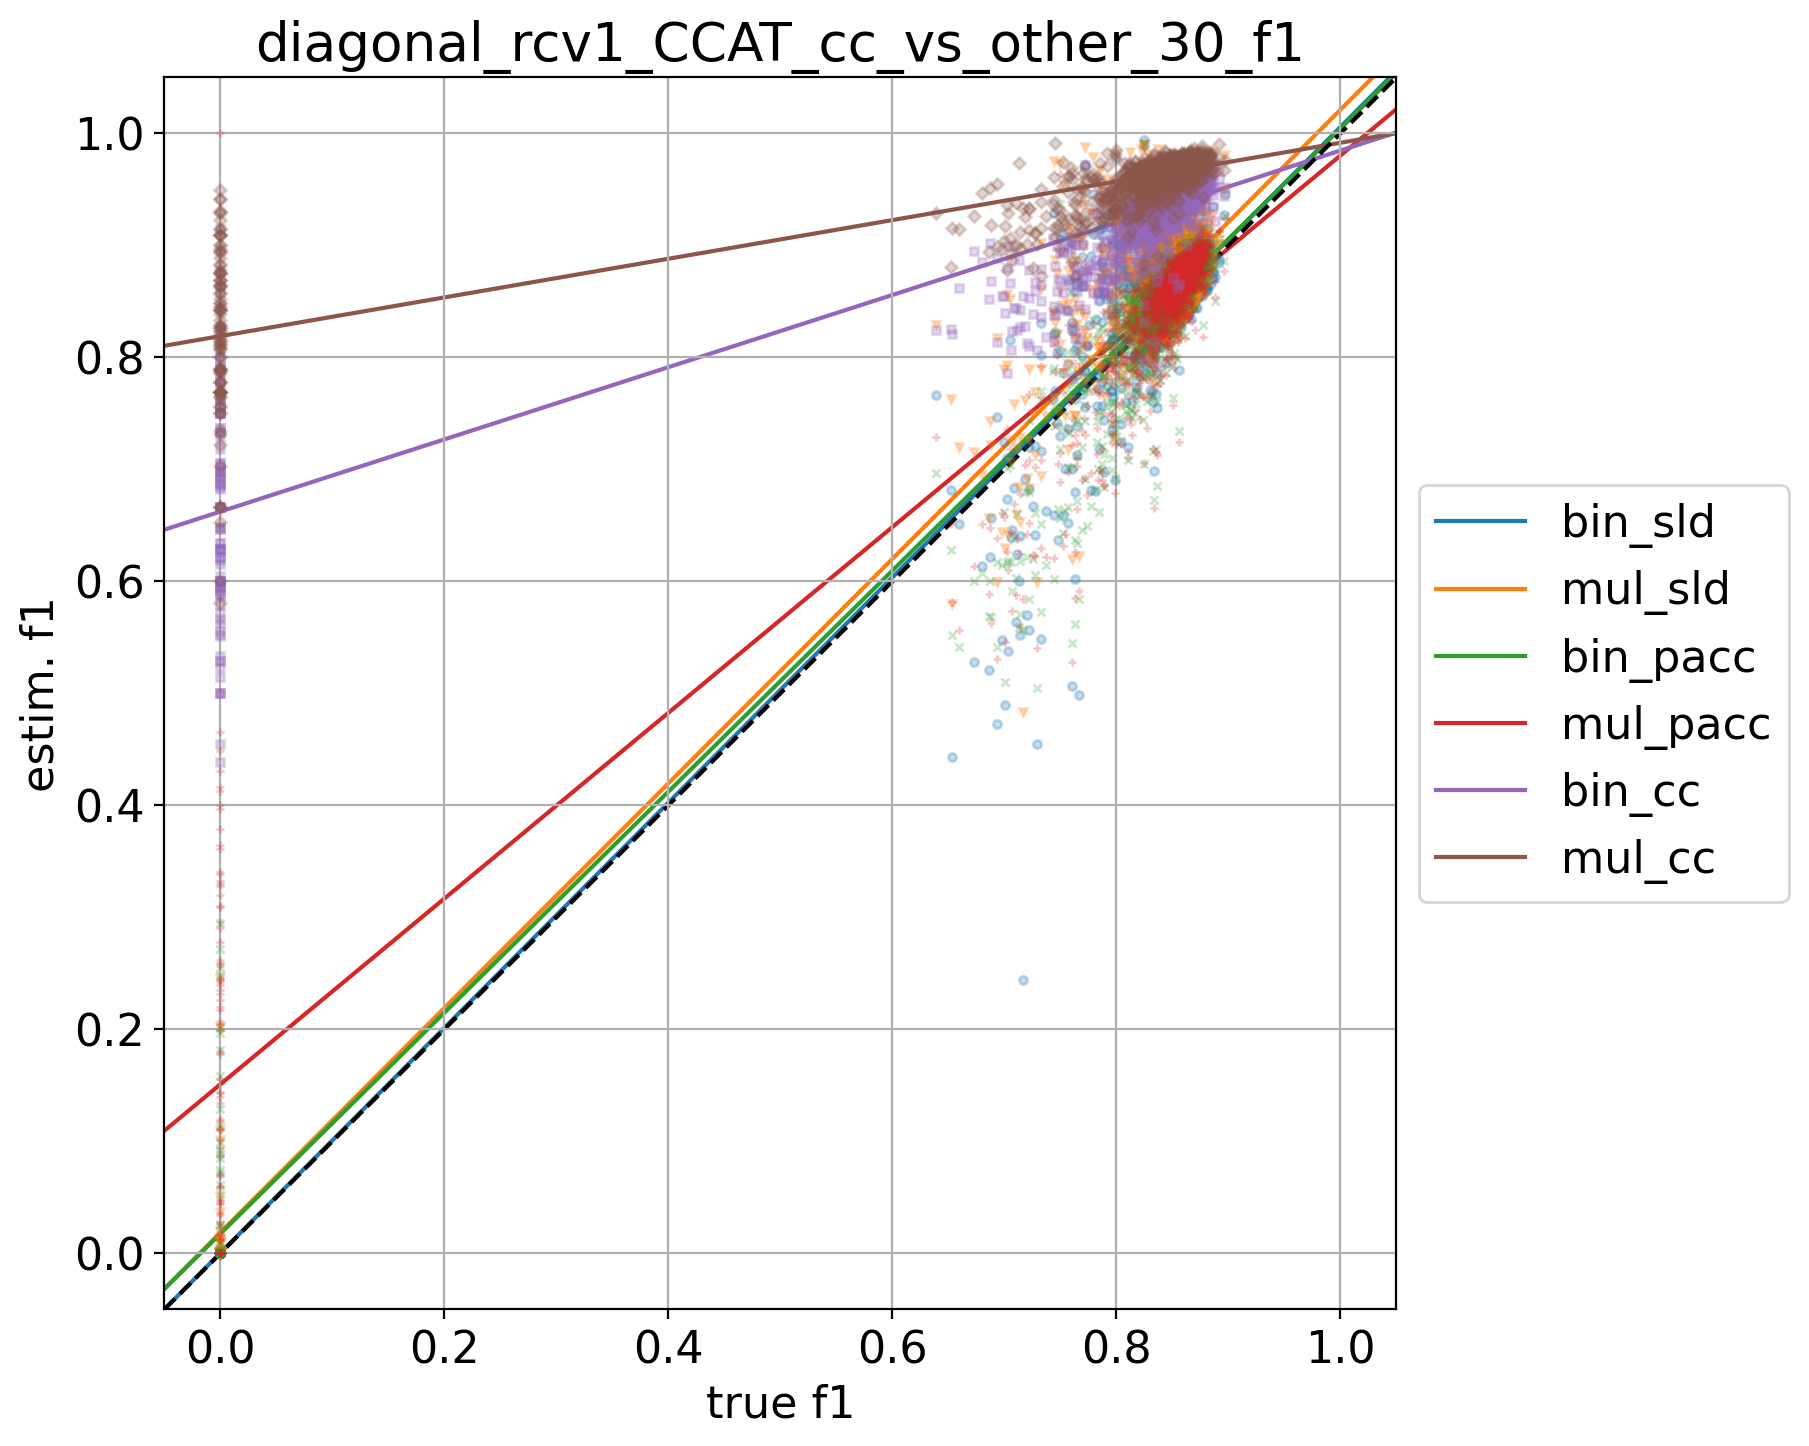 diagonal_rcv1_CCAT_cc_vs_other_30_f1
1.0
0.8
0.6
0.4
0.2
0.0
estim. f1
0.0 0.2 0.4 0.6 0.8 1.0
true f1
bin_sld
mul_sld
bin_pacc
mul_pacc
bin_cc
mul_cc